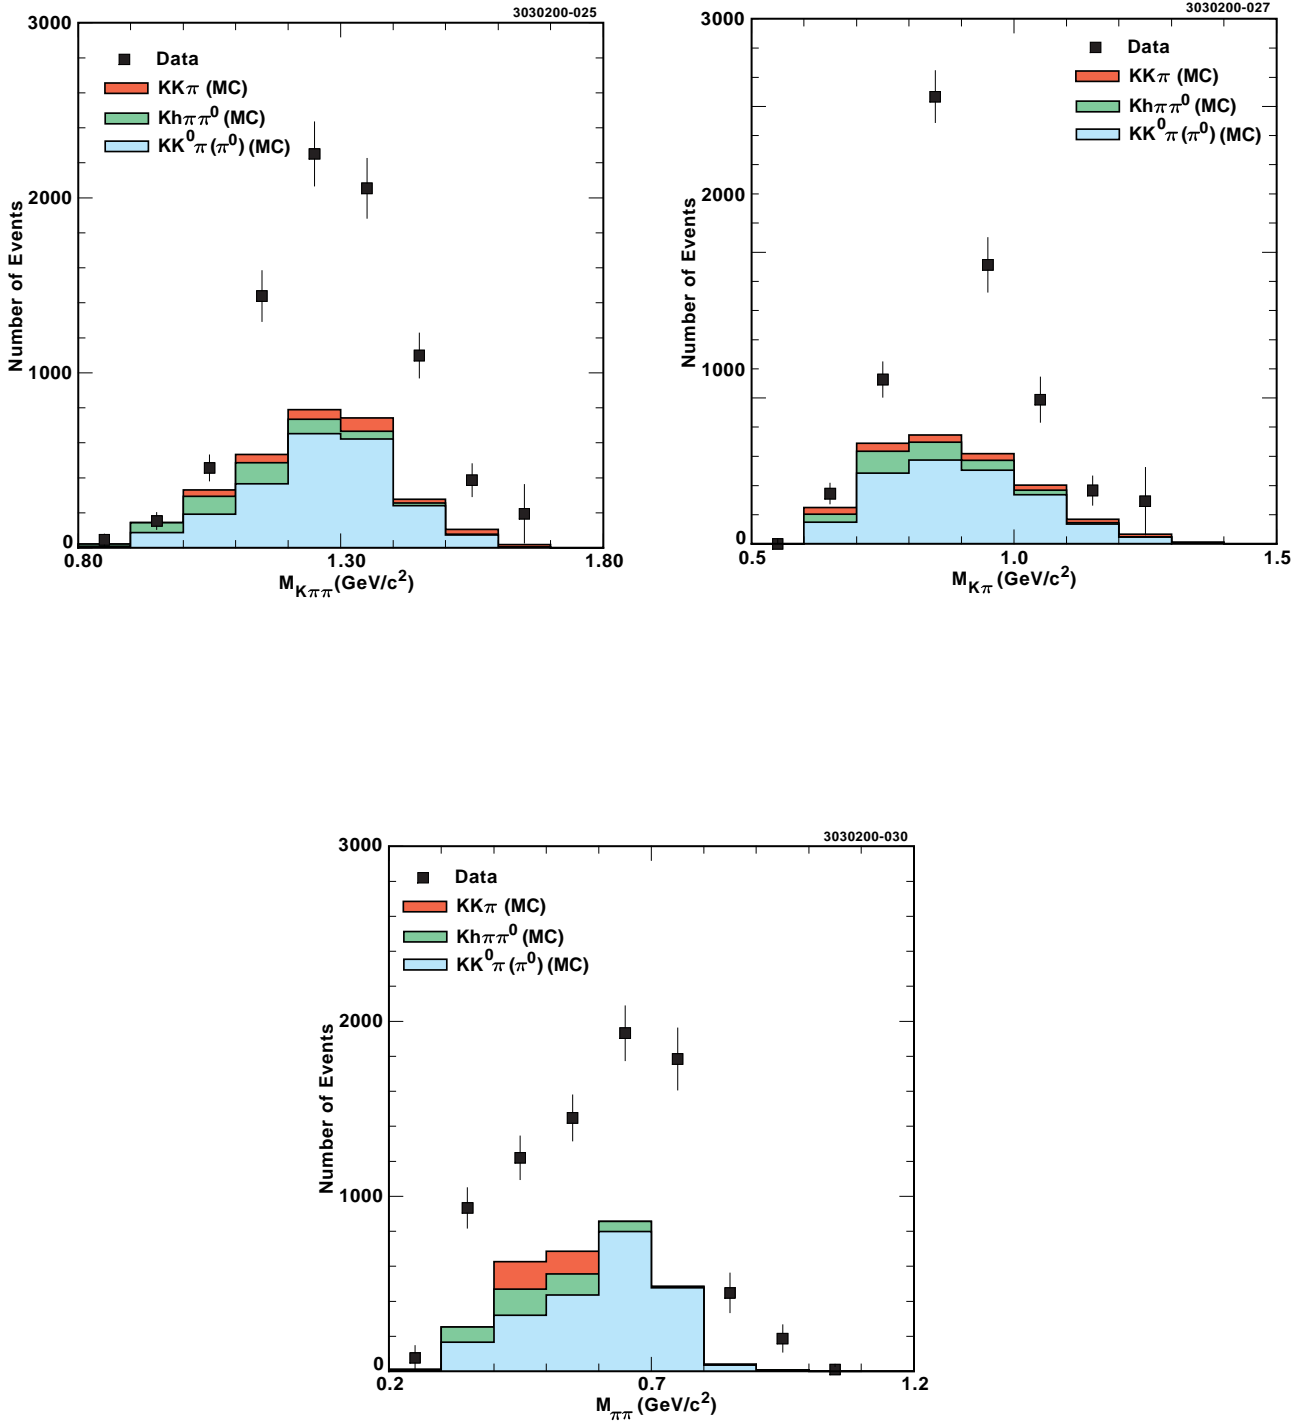 3030200-025
3000
2000
1000
0
Number of Events
Data
KKπ (MC)
Khππ⁰ (MC)
KK⁰π(π⁰) (MC)
0.80 1.30 1.80
M_Kππ (GeV/c²)
3030200-027
3000
2000
1000
0
Number of Events
Data
KKπ (MC)
Khππ⁰ (MC)
KK⁰π(π⁰) (MC)
0.5 1.0 1.5
M_Kπ (GeV/c²)
3030200-030
3000
2000
1000
0
Number of Events
Data
KKπ (MC)
Khππ⁰ (MC)
KK⁰π(π⁰) (MC)
0.2 0.7 1.2
M_ππ (GeV/c²)